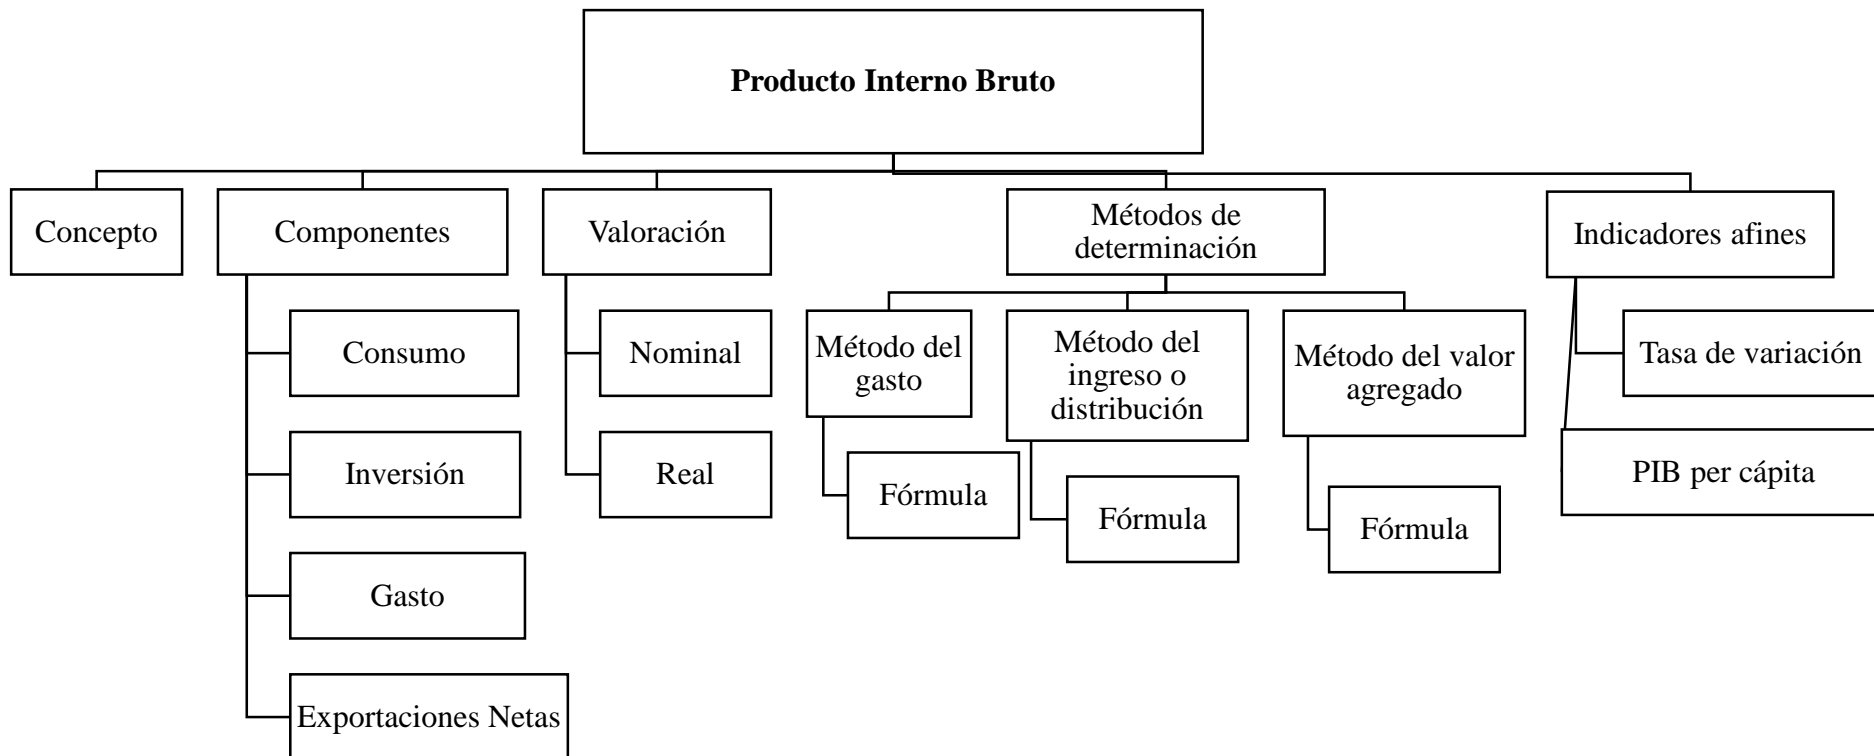 Producto Interno Bruto
Concepto
Componentes
Valoración
Métodos de
determinación
Indicadores afines
Consumo
Inversión
Gasto
Exportaciones Netas
Nominal
Real
Método del
gasto
Fórmula
Método del
ingreso o
distribución
Fórmula
Método del valor
agregado
Fórmula
Tasa de variación
PIB per cápita